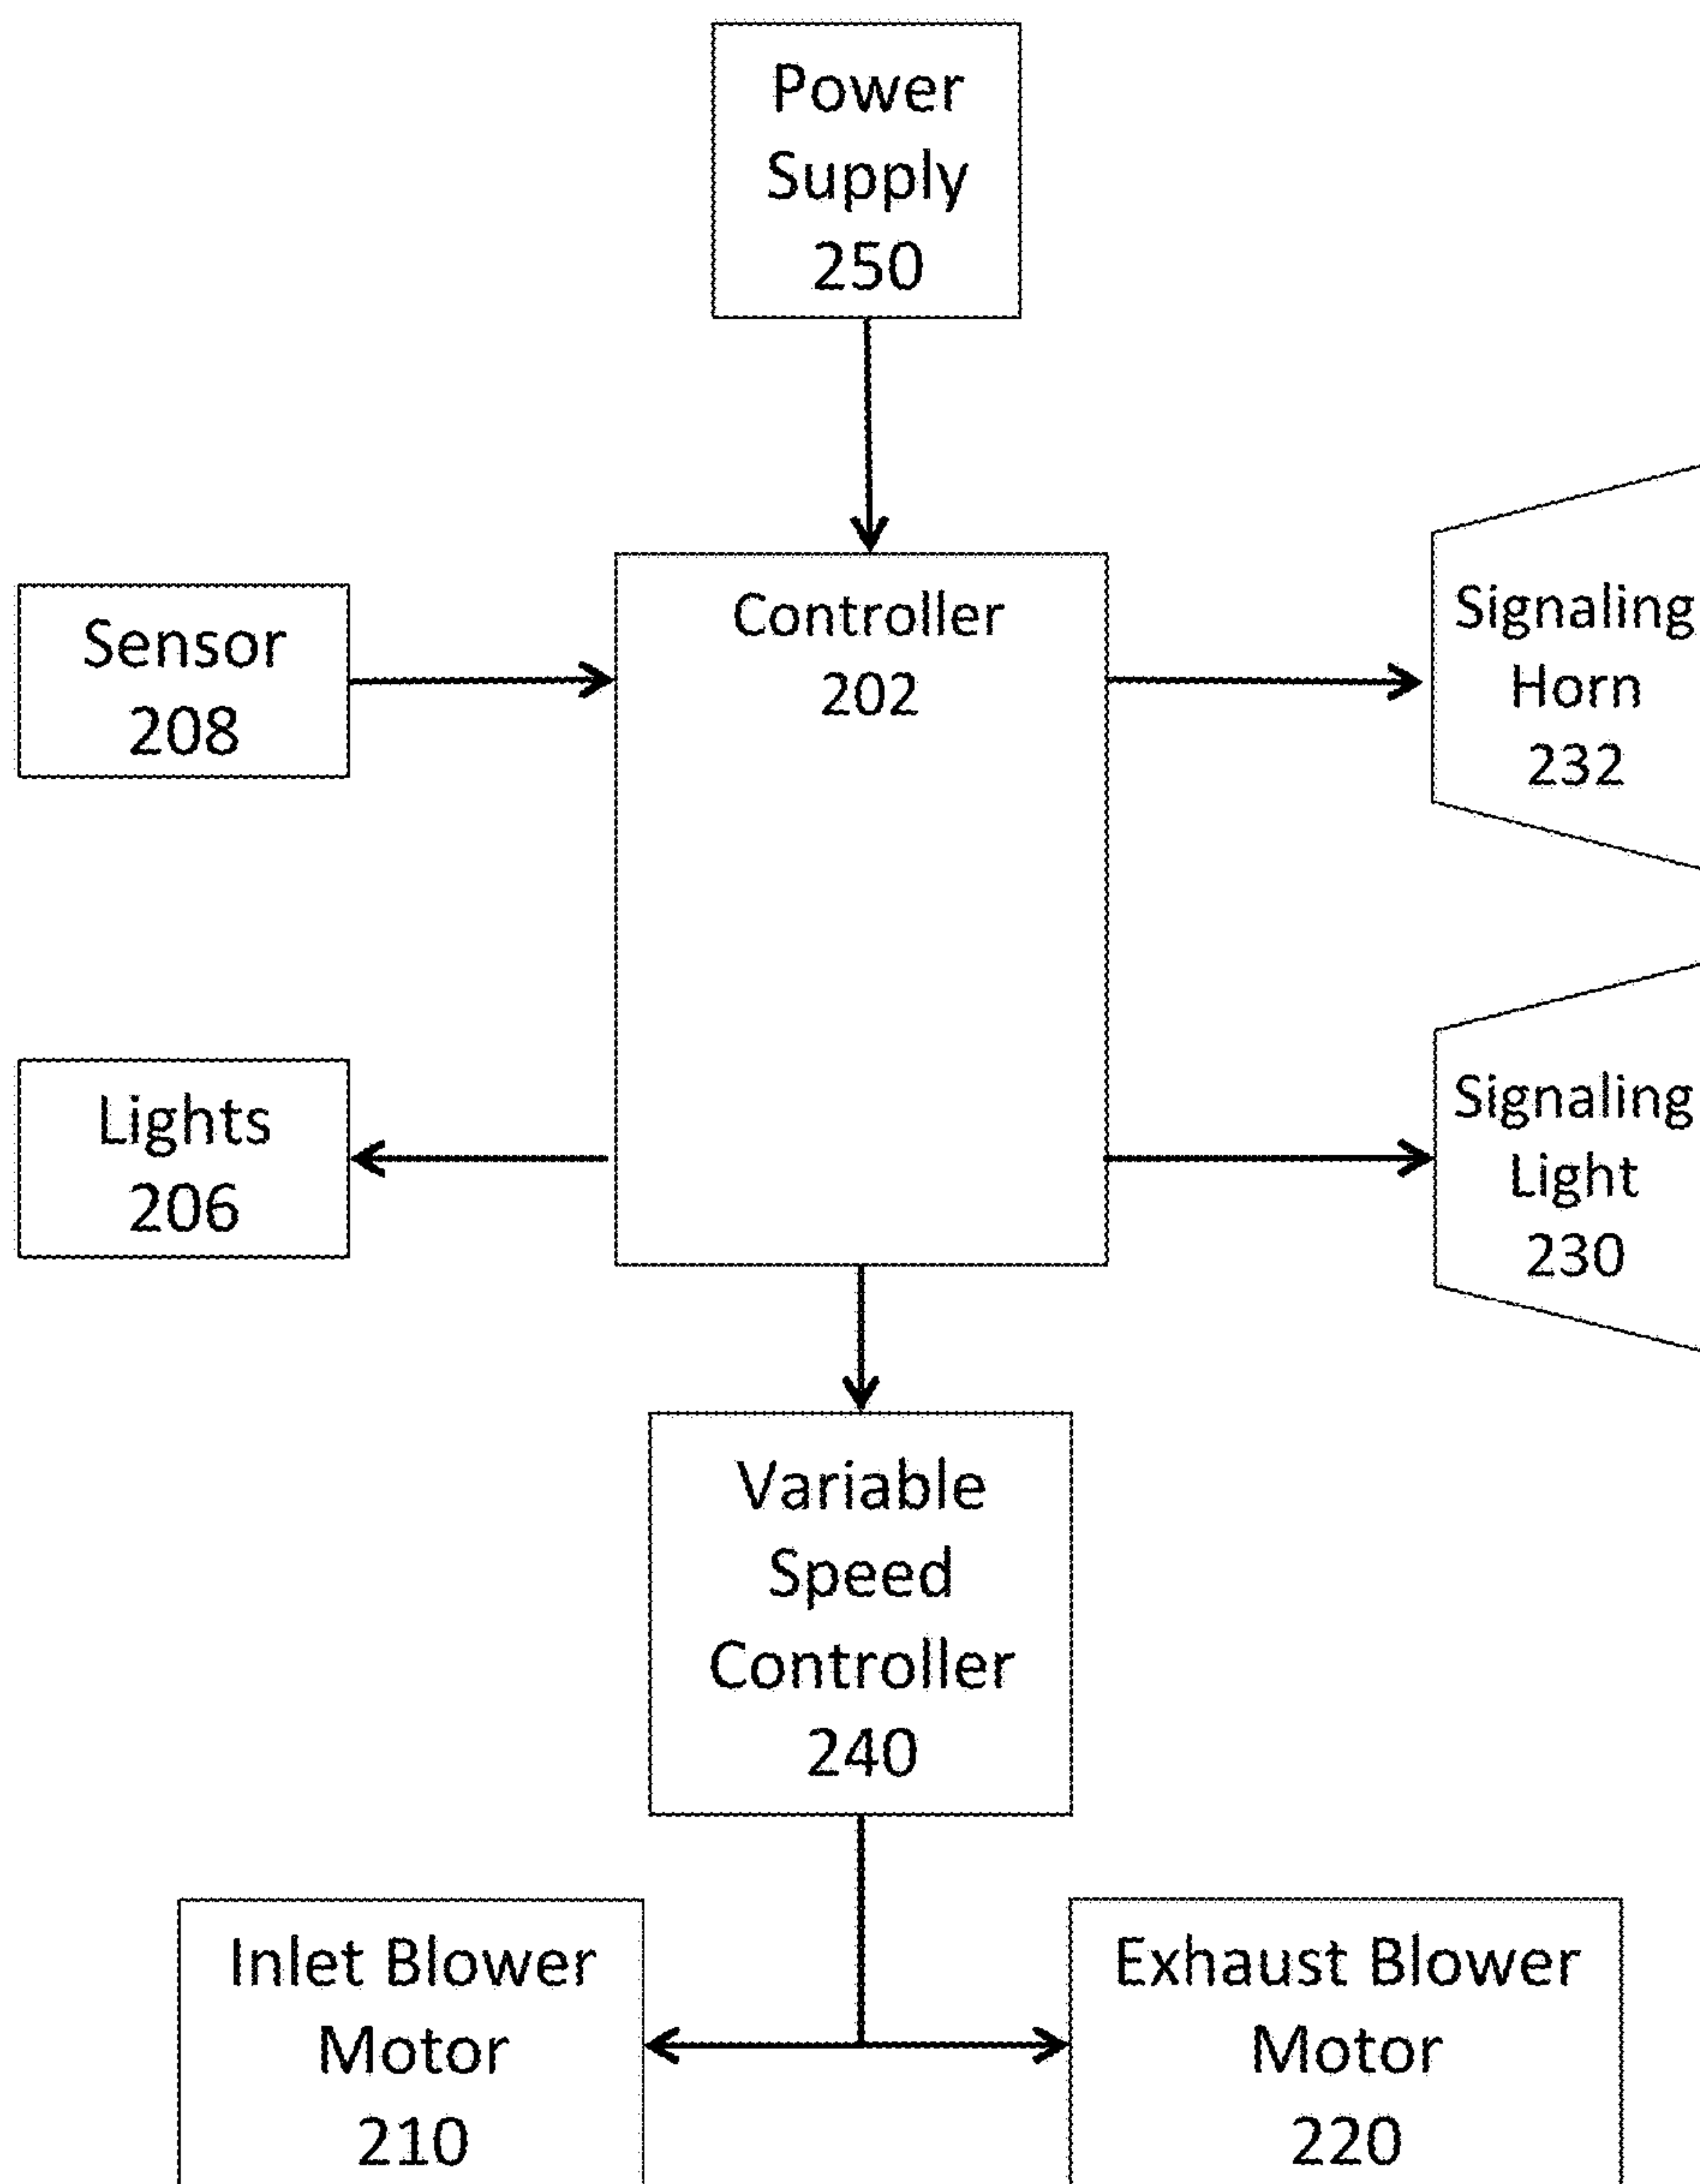 Power
Supply
250
Sensor
208
Controller
202
Signaling
Horn
232
Lights
206
Signaling
Light
230
Variable
Speed
Controller
240
Inlet Blower
Motor
210
Exhaust Blower
Motor
220